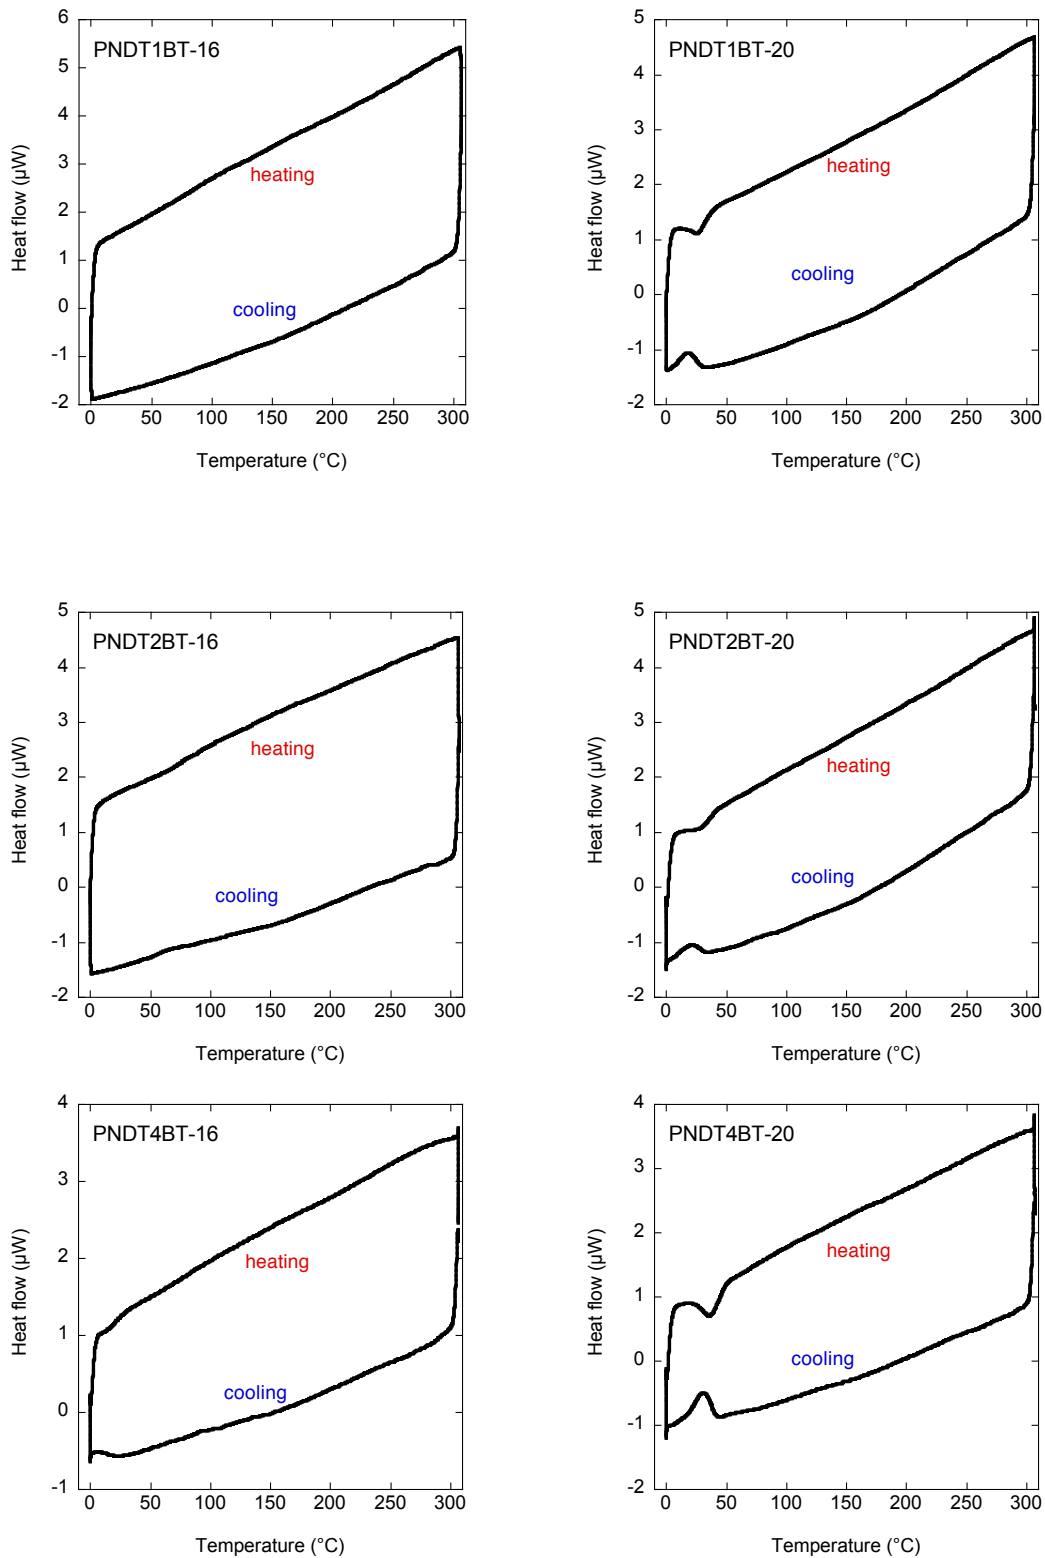 PNDT1BT-16
6
5
4
3
2
1
0
-1
-2
Heat flow (µW)
heating
cooling
0 50 100 150 200 250 300
Temperature (°C)
PNDT1BT-20
5
4
3
2
1
0
-1
-2
Heat flow (µW)
heating
cooling
0 50 100 150 200 250 300
Temperature (°C)
PNDT2BT-16
5
4
3
2
1
0
-1
-2
Heat flow (µW)
heating
cooling
0 50 100 150 200 250 300
Temperature (°C)
PNDT2BT-20
5
4
3
2
1
0
-1
-2
Heat flow (µW)
heating
cooling
0 50 100 150 200 250 300
Temperature (°C)
PNDT4BT-16
4
3
2
1
0
-1
Heat flow (µW)
heating
cooling
0 50 100 150 200 250 300
Temperature (°C)
PNDT4BT-20
4
3
2
1
0
-1
-2
Heat flow (µW)
heating
cooling
0 50 100 150 200 250 300
Temperature (°C)